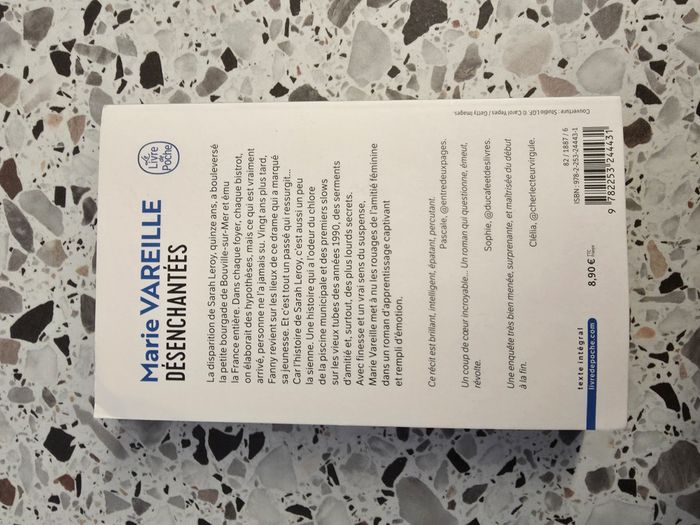 Marie VAREILLE
DÉSENCHANTÉES
Le
Livre
de
Poche
La disparition de Sarah Leroy, quinze ans, a bouleversé
la petite bourgade de Bouville-sur-Mer et ému
la France entière. Dans chaque foyer, chaque bistrot,
on élaborait des hypothèses, mais ce qui est vraiment
arrivé, personne ne l'a jamais su. Vingt ans plus tard,
Fanny revient sur les lieux de ce drame qui a marqué
sa jeunesse. Et c'est tout un passé qui ressurgit...
Car l'histoire de Sarah Leroy, c'est aussi un peu
la sienne. Une histoire qui a l'odeur du chlore
de la piscine municipale et des premiers slows
sur les vieux tubes des années 1990, des serments
d'amitié et, surtout, des plus lourds secrets.
Avec finesse et un vrai sens du suspense,
Marie Vareille met à nu les rouages de l'amitié féminine
dans un roman d'apprentissage captivant
et rempli d'émotion.
Ce récit est brillant, intelligent, épatant, percutant.
Pascale, @entredeuxpages.
Un coup de cœur incroyable... Un roman qui questionne, émeut,
révolte.
Sophie, @ducafeetdeslivres.
Une enquête très bien menée, surprenante, et maîtrisée du début
à la fin.
Clélia, @cherlecteurvirgule.
Couverture : Studio LGF. © Carol Yepes / Getty Images.
texte intégral
livredepoche.com
8,90 € TTC
France
82 / 1887 / 6
ISBN : 978-2-253-24443-1
9 782253 244431